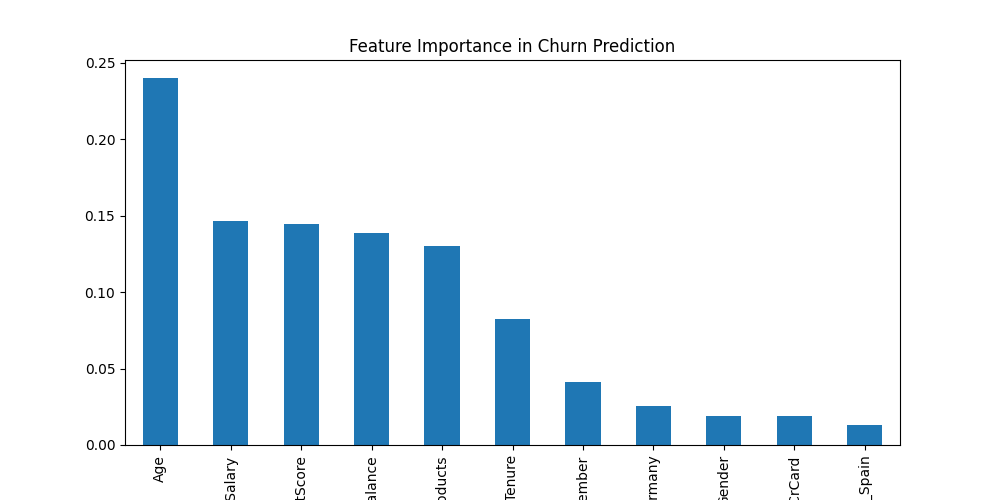 Feature Importance in Churn Prediction
0.25
0.20
0.15
0.10
0.05
0.00
Age
Salary
tScore
alance
oducts
Tenure
ember
rmany
Gender
CrCard
_Spain